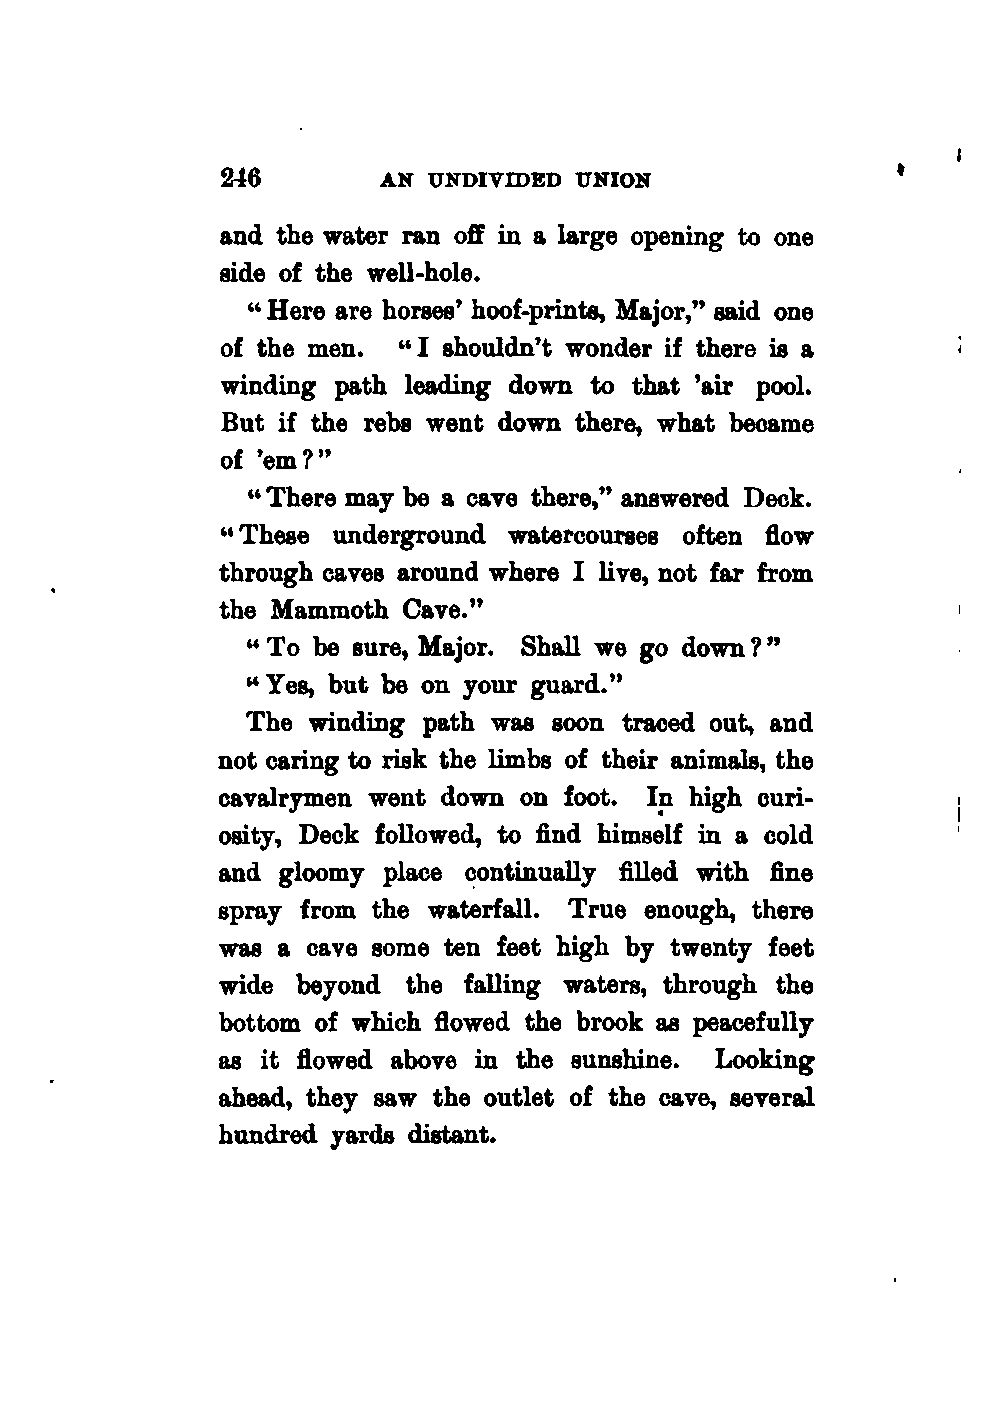 246 AN UNDIVIDED UNION
and the water ran off in a large opening to one
side of the well-hole.
“Here are horses’ hoof-prints, Major,” said one
of the men. “I shouldn’t wonder if there is a
winding path leading down to that ’air pool.
But if the rebs went down there, what became
of ’em?”
“There may be a cave there,” answered Deck.
“These underground watercourses often flow
through caves around where I live, not far from
the Mammoth Cave.”
“To be sure, Major. Shall we go down?”
“Yes, but be on your guard.”
The winding path was soon traced out, and
not caring to risk the limbs of their animals, the
cavalrymen went down on foot. In high curi-
osity, Deck followed, to find himself in a cold
and gloomy place continually filled with fine
spray from the waterfall. True enough, there
was a cave some ten feet high by twenty feet
wide beyond the falling waters, through the
bottom of which flowed the brook as peacefully
as it flowed above in the sunshine. Looking
ahead, they saw the outlet of the cave, several
hundred yards distant.